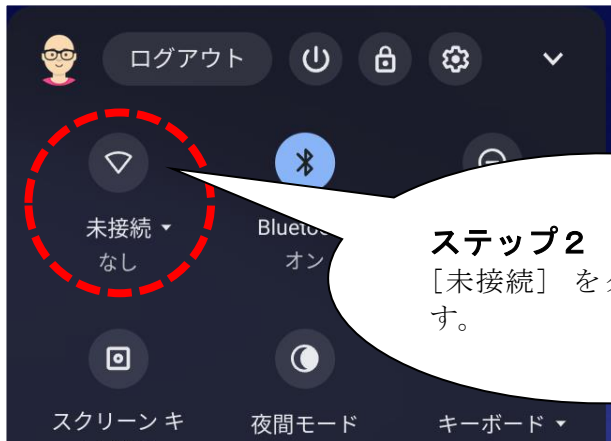 ログアウト
未接続
なし
オン
ステップ２
［未接続］ を
す。
スクリーン キ
夜間モード
キーボード